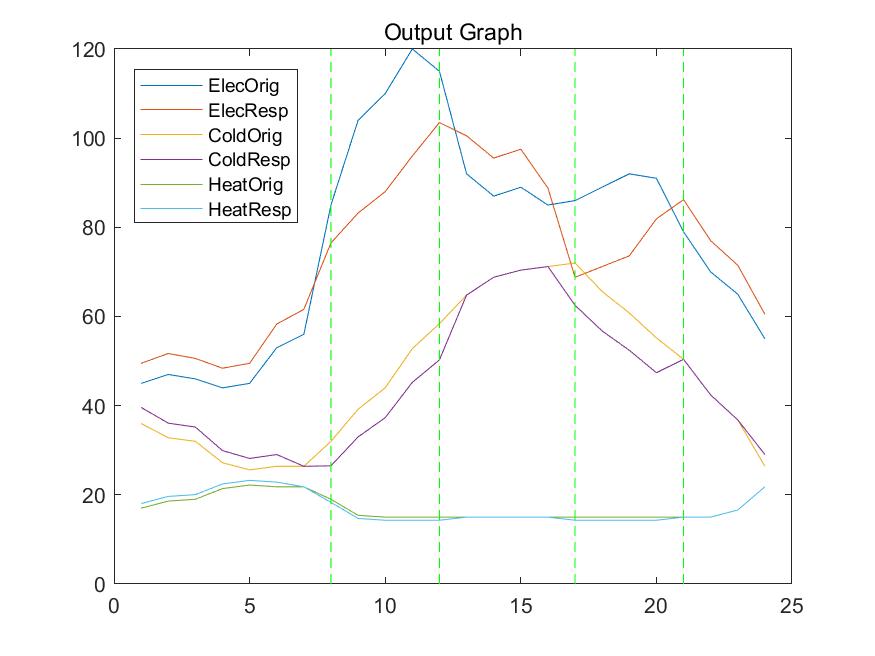 Output Graph
120
100
80
60
40
20
0
ElecOrig
ElecResp
ColdOrig
ColdResp
HeatOrig
HeatResp
0 5 10 15 20 25